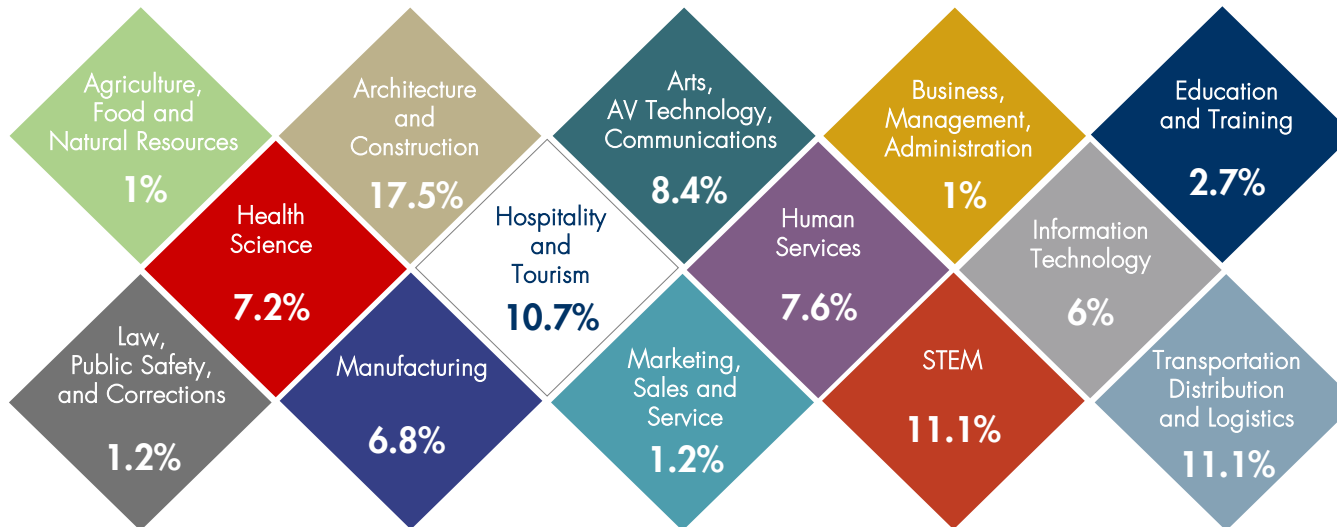 Agriculture,
Food and
Natural Resources
1%
Architecture
and
Construction
17.5%
Arts,
AV Technology,
Communications
8.4%
Business,
Management,
Administration
1%
Education
and Training
2.7%
Health
Science
7.2%
Hospitality
and
Tourism
10.7%
Human
Services
7.6%
Information
Technology
6%
Law,
Public Safety,
and Corrections
1.2%
Manufacturing
6.8%
Marketing,
Sales and
Service
1.2%
STEM
11.1%
Transportation
Distribution
and Logistics
11.1%